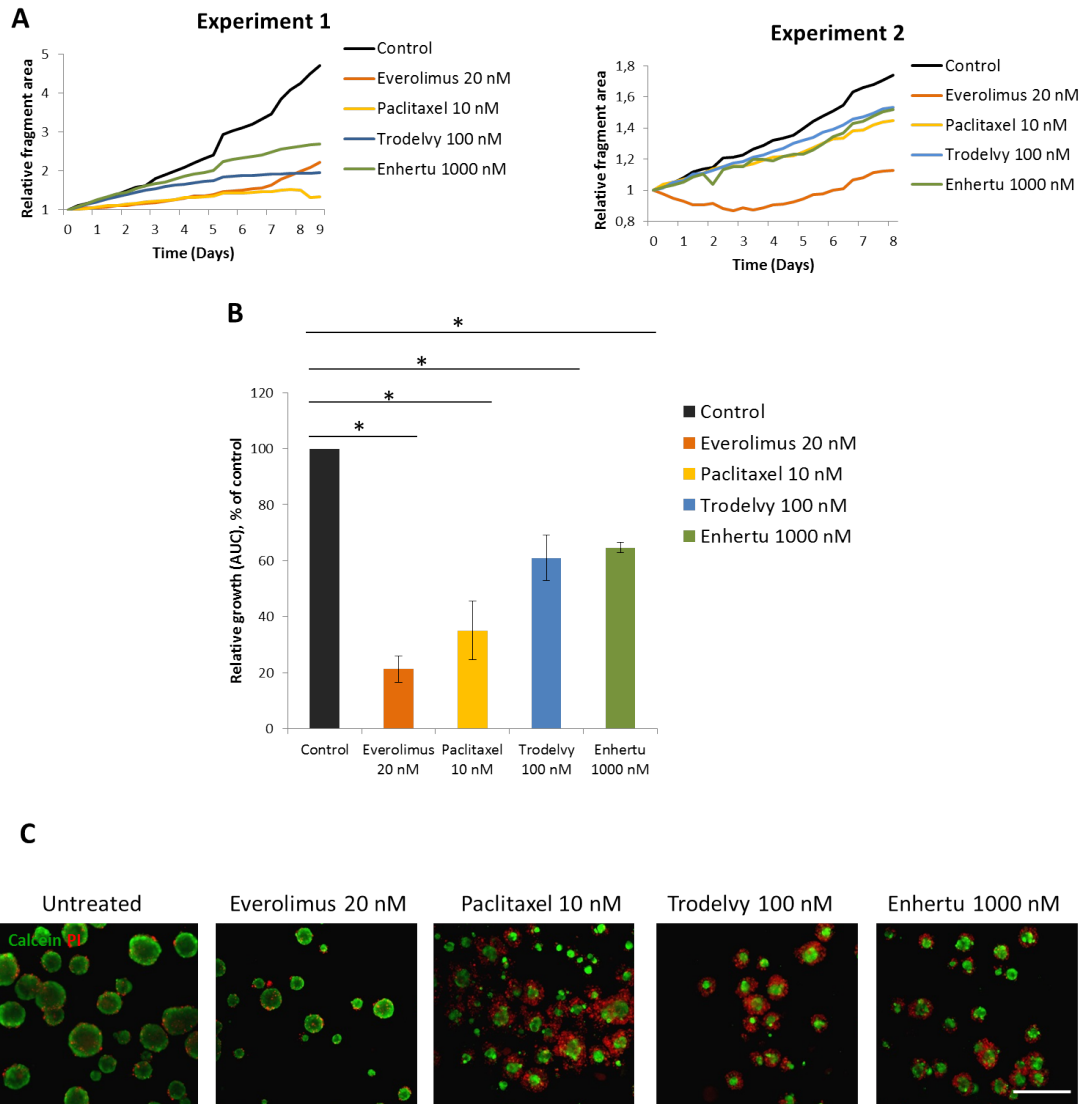 A
Experiment 1
Relative fragment area
5
4
3
2
1
0 1 2 3 4 5 6 7 8 9
Time (Days)
Control
Everolimus 20 nM
Paclitaxel 10 nM
Trodelvy 100 nM
Enhertu 1000 nM
Experiment 2
Relative fragment area
1,8
1,6
1,4
1,2
1
0,8
0 1 2 3 4 5 6 7 8
Time (Days)
Control
Everolimus 20 nM
Paclitaxel 10 nM
Trodelvy 100 nM
Enhertu 1000 nM
B
*
*
*
*
Relative growth (AUC), % of control
120
100
80
60
40
20
0
Control Everolimus Paclitaxel Trodelvy Enhertu
20 nM 10 nM 100 nM 1000 nM
Control
Everolimus 20 nM
Paclitaxel 10 nM
Trodelvy 100 nM
Enhertu 1000 nM
C
Untreated Everolimus 20 nM Paclitaxel 10 nM Trodelvy 100 nM Enhertu 1000 nM
Calcein PI